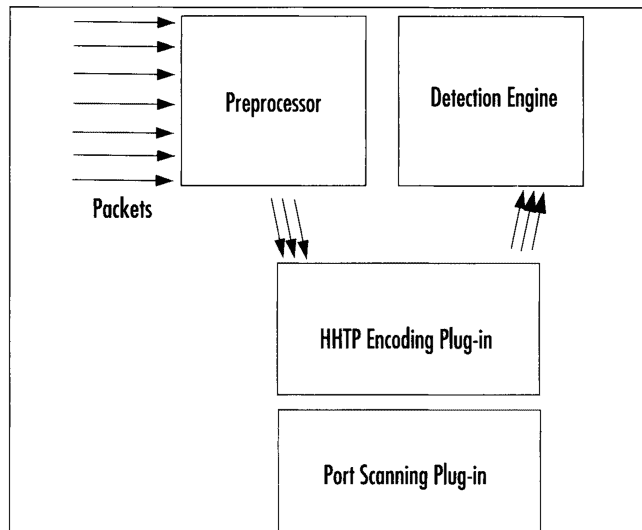 Preprocessor
Detection Engine
Packets
HHTP Encoding Plug-in
Port Scanning Plug-in